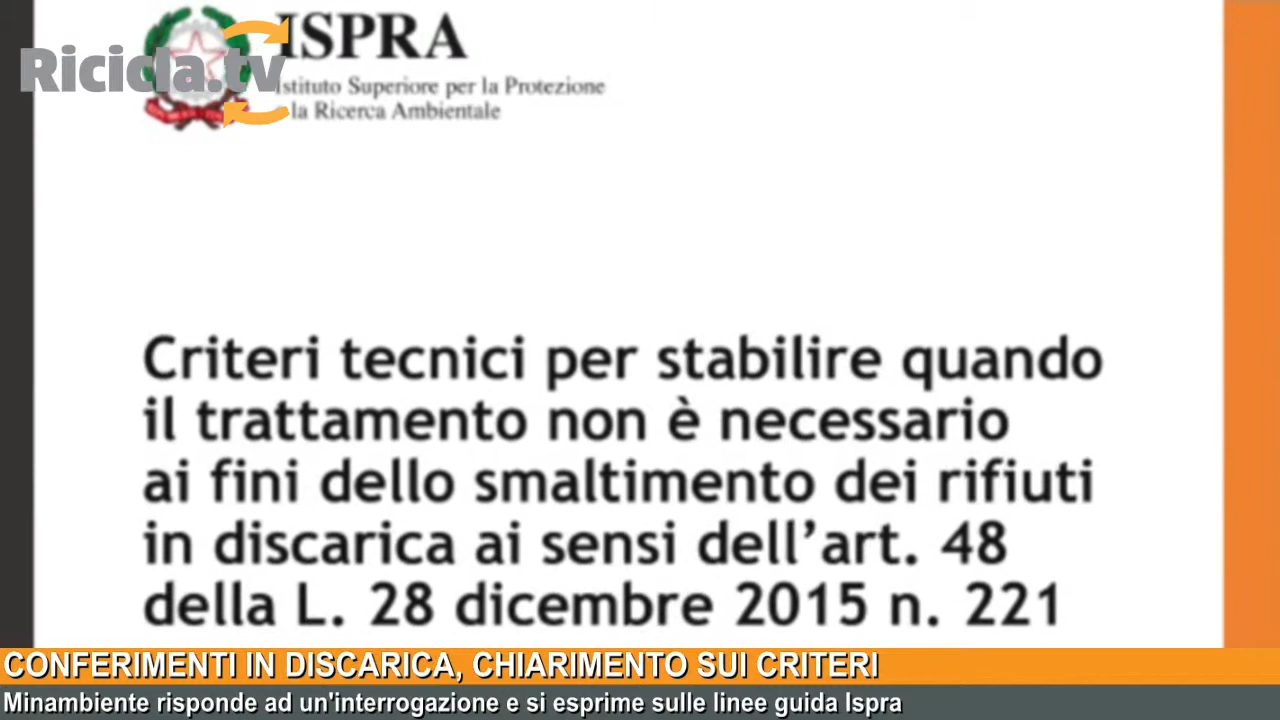 ISPRA
Ricicla.tv
Istituto Superiore per la Protezione
la Ricerca Ambientale
Criteri tecnici per stabilire quando
il trattamento non è necessario
ai fini dello smaltimento dei rifiuti
in discarica ai sensi dell’art. 48
della L. 28 dicembre 2015 n. 221
CONFERIMENTI IN DISCARICA, CHIARIMENTO SUI CRITERI
Minambiente risponde ad un'interrogazione e si esprime sulle linee guida Ispra